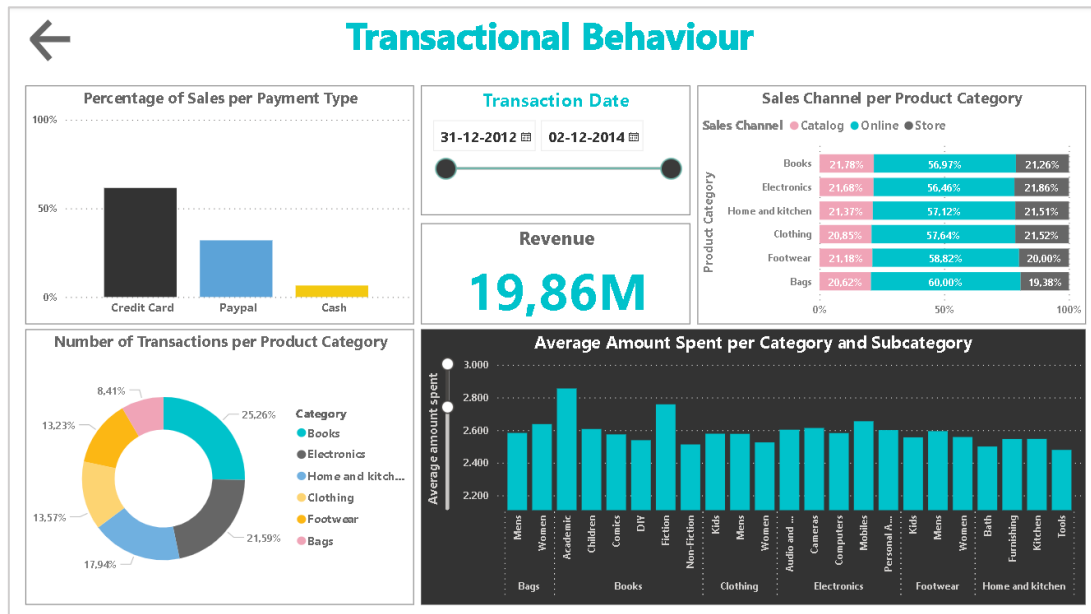 Transactional Behaviour
Percentage of Sales per Payment Type
100%
50%
0%
Credit Card
Paypal
Cash
Transaction Date
31-12-2012
02-12-2014
Revenue
19,86M
Sales Channel per Product Category
Sales Channel Catalog Online Store
Product Category
Books 21,78% 56,97% 21,26%
Electronics 21,68% 56,46% 21,86%
Home and kitchen 21,37% 57,12% 21,51%
Clothing 20,85% 57,64% 21,52%
Footwear 21,18% 58,82% 20,00%
Bags 20,62% 60,00% 19,38%
0% 50% 100%
Number of Transactions per Product Category
8,41%
25,26%
13,23%
13,57%
21,59%
17,94%
Category
Books
Electronics
Home and kitch...
Clothing
Footwear
Bags
Average Amount Spent per Category and Subcategory
Average amount spent
3.000
2.800
2.600
2.400
2.200
Mens
Women
Academic
Children
Comics
DIY
Fiction
Non-Fiction
Kids
Mens
Women
Audio and ...
Cameras
Computers
Mobiles
Personal A...
Kids
Mens
Women
Bath
Furnishing
Kitchen
Tools
Bags
Books
Clothing
Electronics
Footwear
Home and kitchen